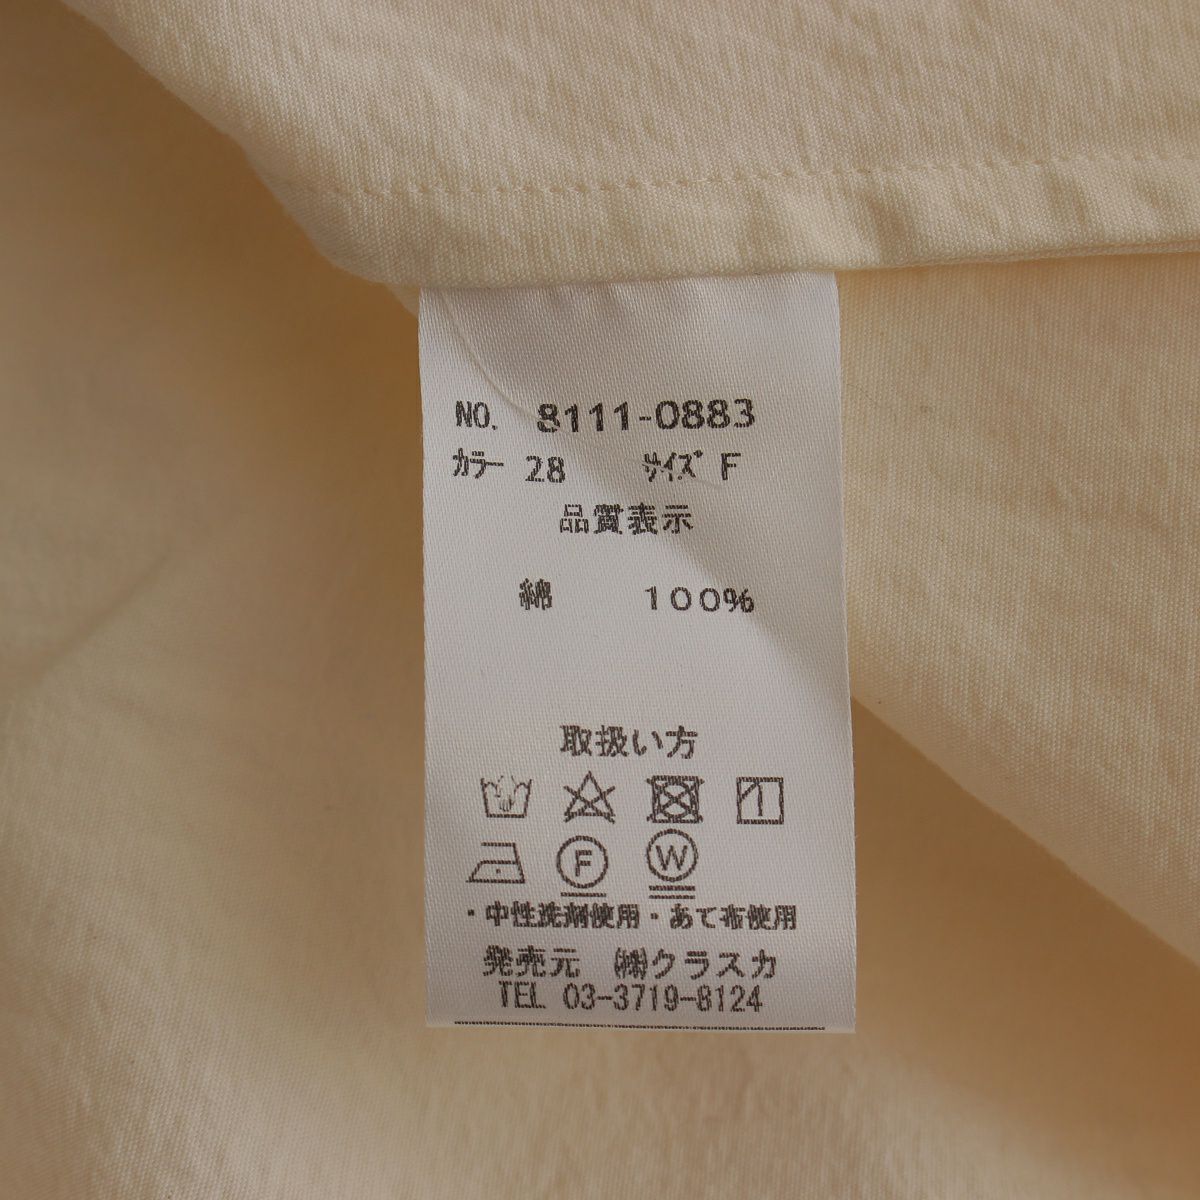 NO. 8111-0883
ｶﾗｰ 28 ｻｲｽﾞ F
品質表示
綿 100%
取扱い方
F W
・中性洗剤使用・あて布使用
発売元 ㈱クラスカ
TEL 03-3719-8124